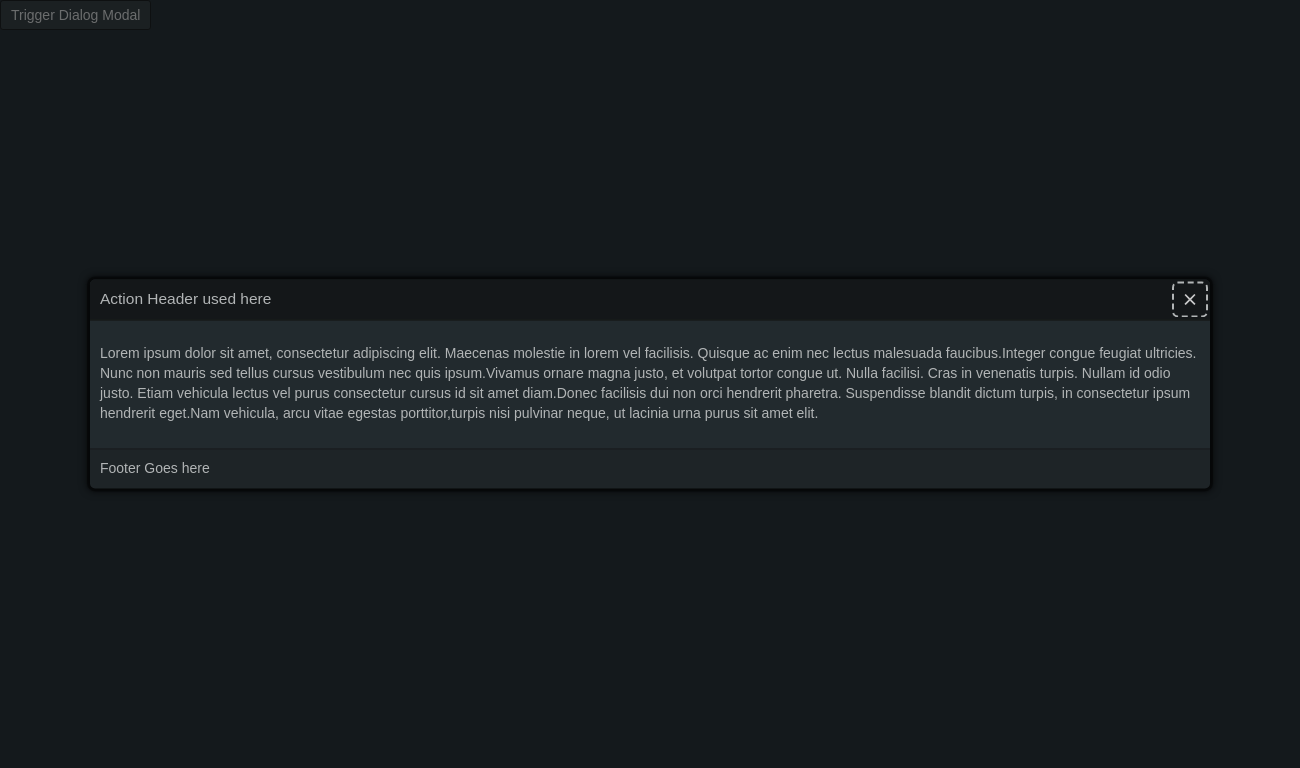 Trigger Dialog Modal
Action Header used here
Lorem ipsum dolor sit amet, consectetur adipiscing elit. Maecenas molestie in lorem vel facilisis. Quisque ac enim nec lectus malesuada faucibus.Integer congue feugiat ultricies.
Nunc non mauris sed tellus cursus vestibulum nec quis ipsum.Vivamus ornare magna justo, et volutpat tortor congue ut. Nulla facilisi. Cras in venenatis turpis. Nullam id odio
justo. Etiam vehicula lectus vel purus consectetur cursus id sit amet diam.Donec facilisis dui non orci hendrerit pharetra. Suspendisse blandit dictum turpis, in consectetur ipsum
hendrerit eget.Nam vehicula, arcu vitae egestas porttitor,turpis nisi pulvinar neque, ut lacinia urna purus sit amet elit.
Footer Goes here